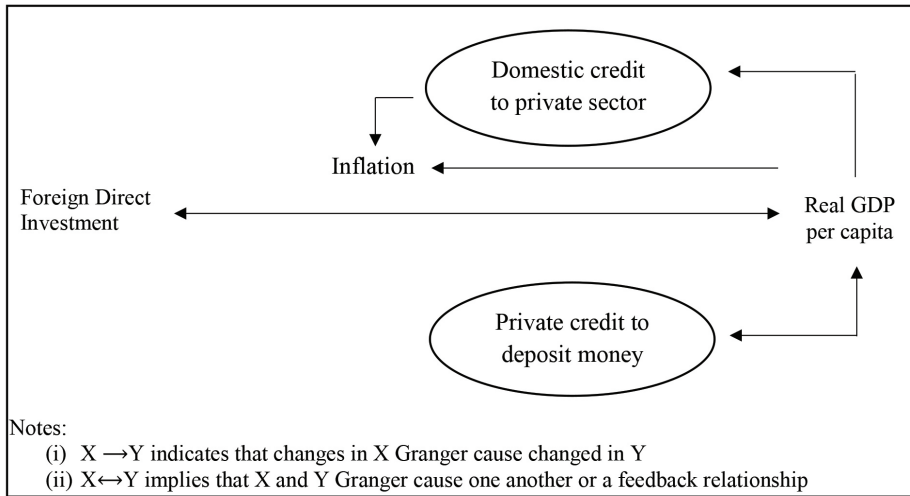 Domestic credit
to private sector
Inflation
Foreign Direct
Investment
Real GDP
per capita
Private credit to
deposit money
Notes:
(i) X →Y indicates that changes in X Granger cause changed in Y
(ii) X↔Y implies that X and Y Granger cause one another or a feedback relationship